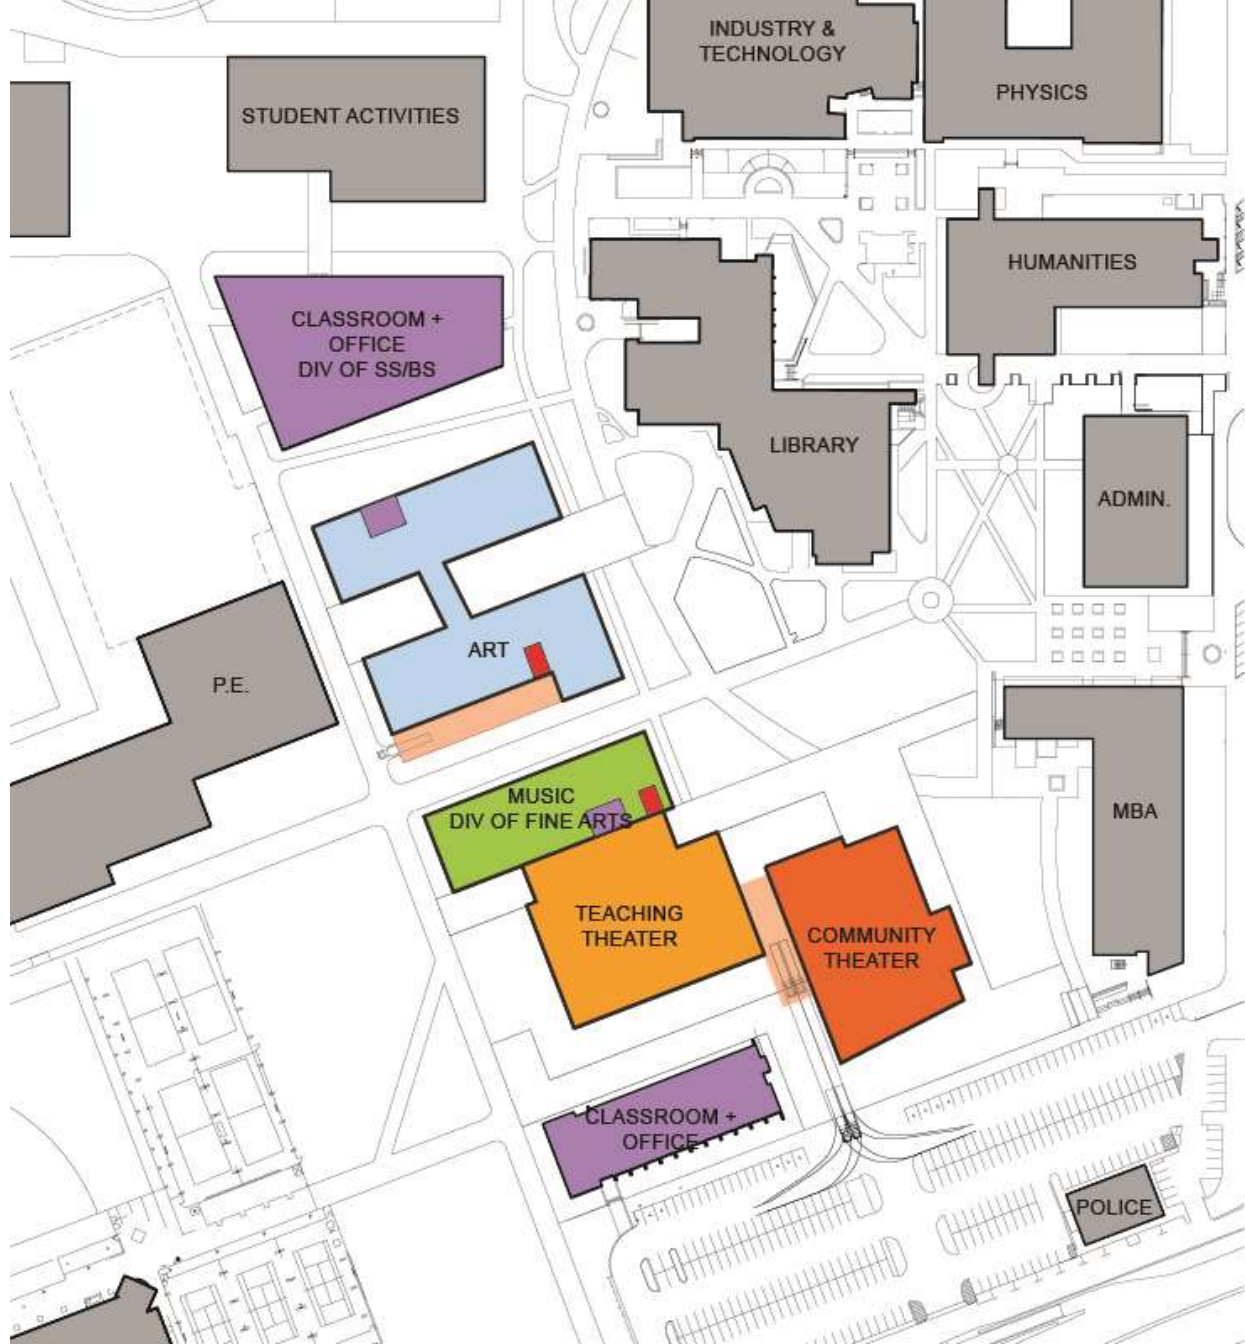 INDUSTRY &
TECHNOLOGY
PHYSICS
STUDENT ACTIVITIES
HUMANITIES
CLASSROOM +
OFFICE
DIV OF SS/BS
LIBRARY
ADMIN.
ART
P.E.
MUSIC
DIV OF FINE ARTS
MBA
TEACHING
THEATER
COMMUNITY
THEATER
CLASSROOM +
OFFICE
POLICE